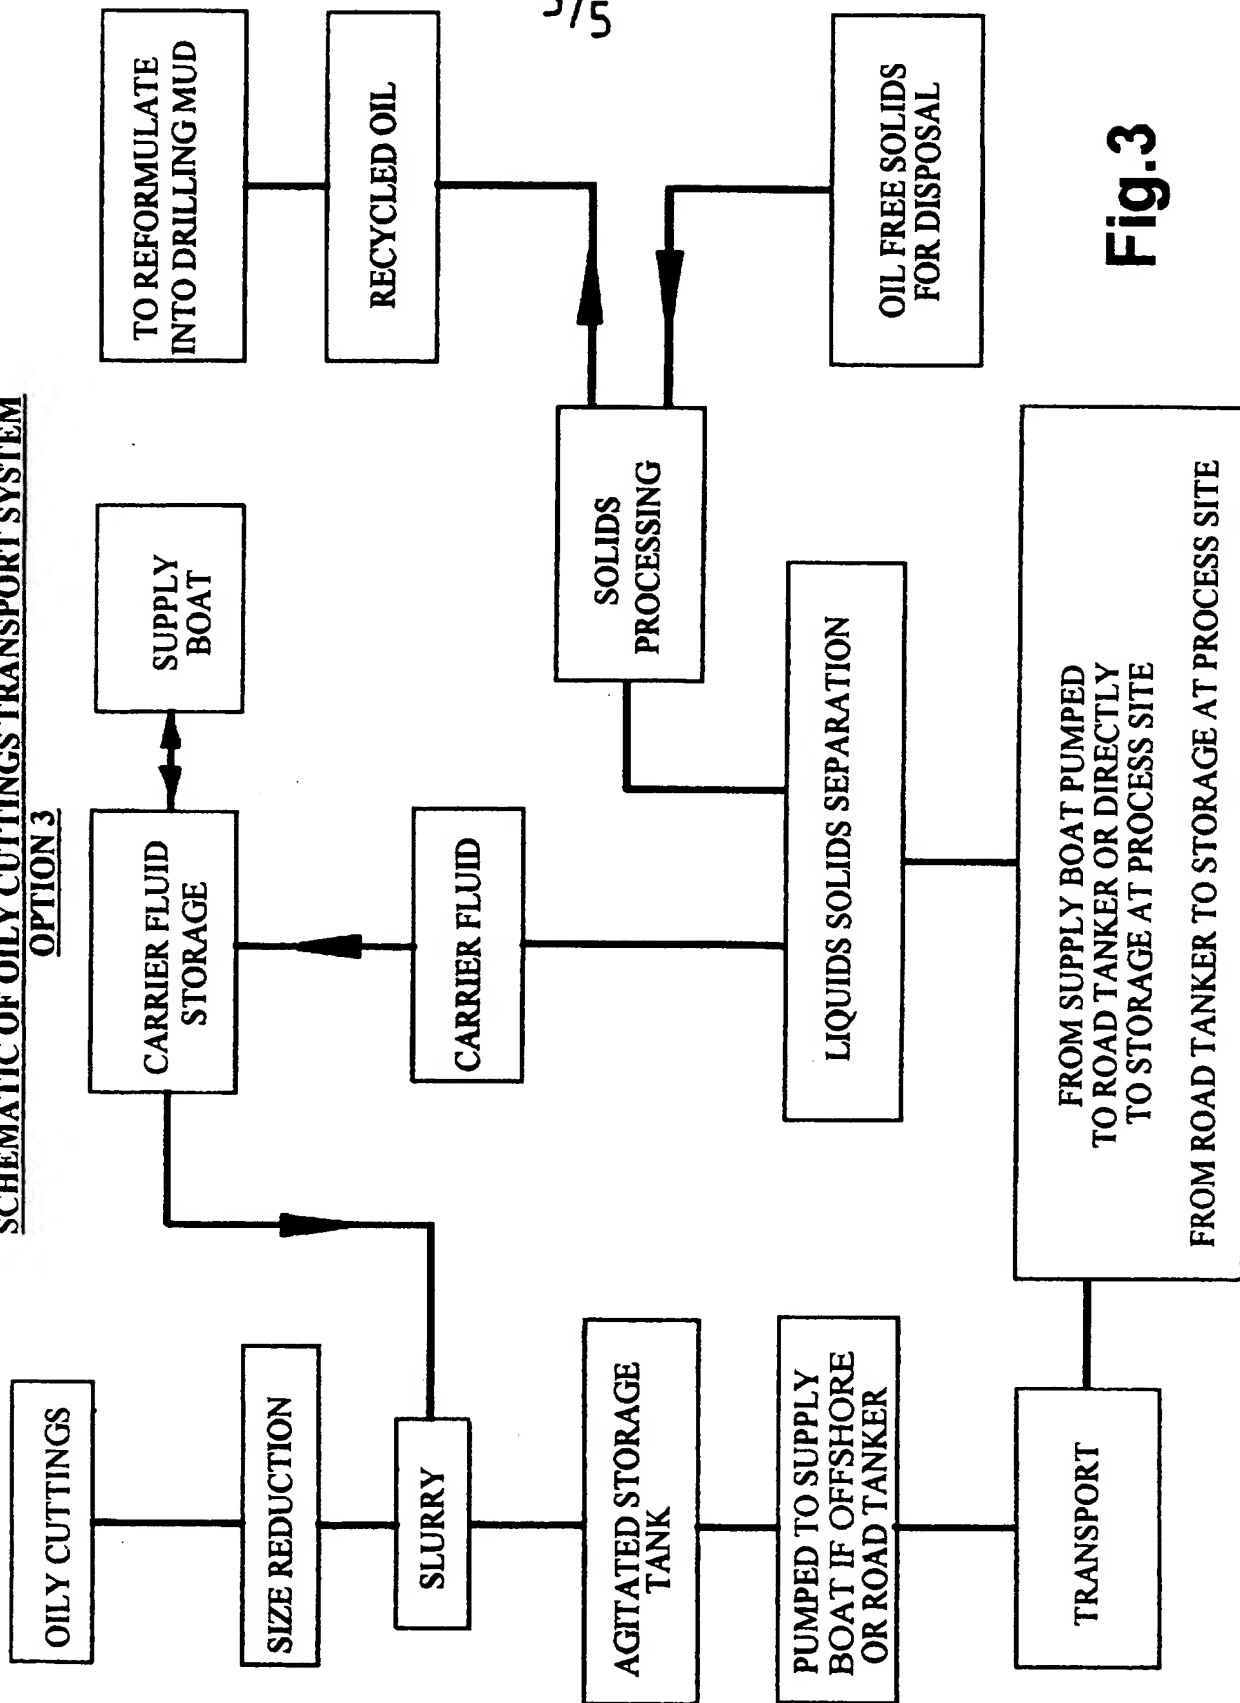 SCHEMATIC OF OILY CUTTINGS TRANSPORT SYSTEM
OPTION 3
OILY CUTTINGS
SIZE REDUCTION
SLURRY
AGITATED STORAGE
TANK
PUMPED TO SUPPLY
BOAT IF OFFSHORE
OR ROAD TANKER
TRANSPORT
CARRIER FLUID
STORAGE
SUPPLY
BOAT
CARRIER FLUID
LIQUIDS SOLIDS SEPARATION
FROM SUPPLY BOAT PUMPED
TO ROAD TANKER OR DIRECTLY
TO STORAGE AT PROCESS SITE
FROM ROAD TANKER TO STORAGE AT PROCESS SITE
SOLIDS
PROCESSING
TO REFORMULATE
INTO DRILLING MUD
RECYCLED OIL
OIL FREE SOLIDS
FOR DISPOSAL
Fig.3